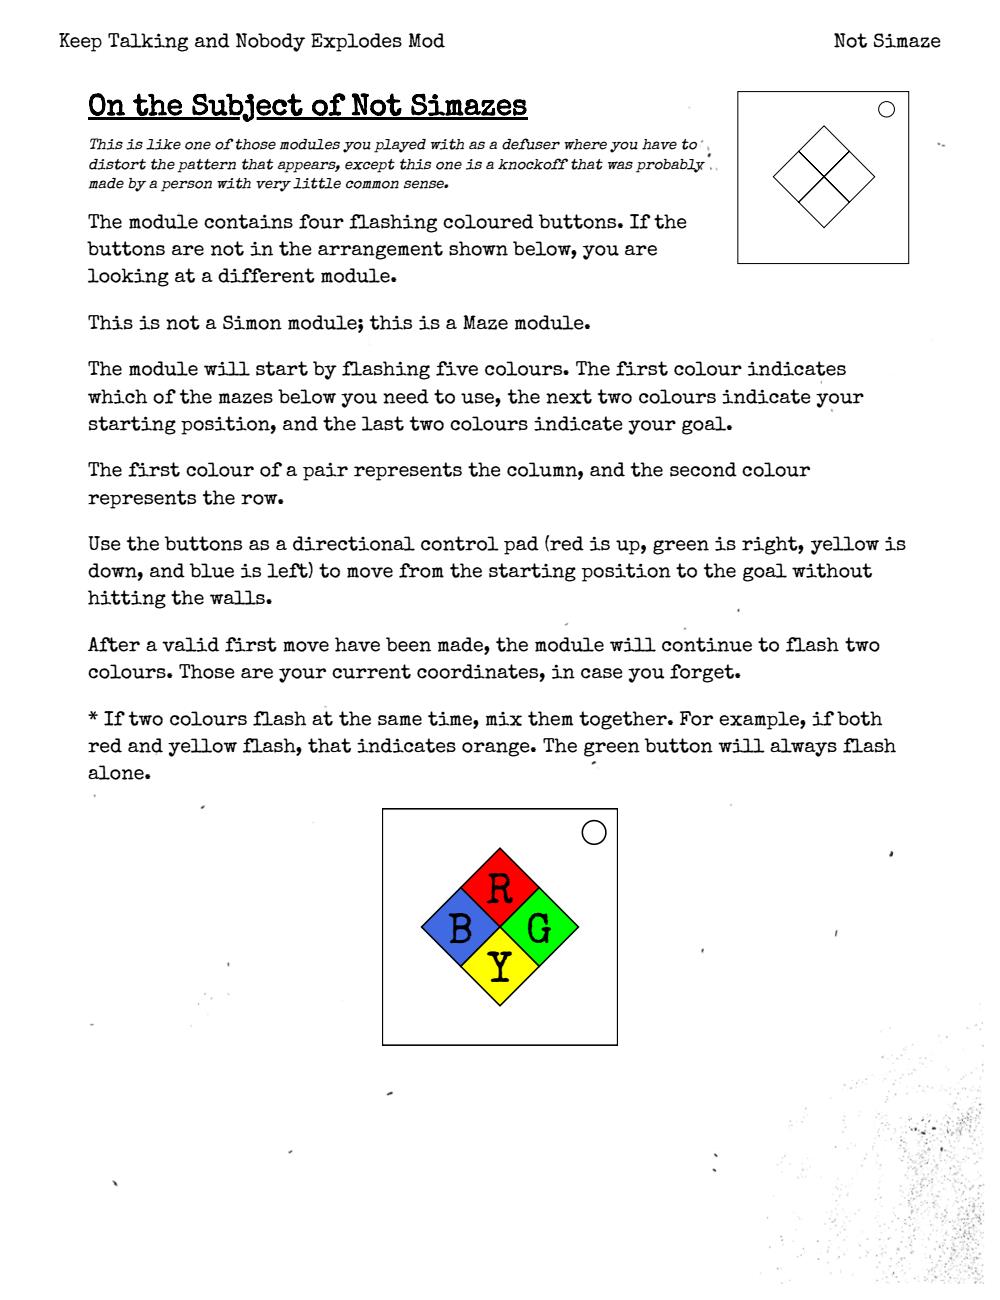 Keep Talking and Nobody Explodes Mod
Not Simaze
On the Subject of Not Simazes
This is like one of those modules you played with as a defuser where you have to
distort the pattern that appears, except this one is a knockoff that was probably
made by a person with very little common sense.
The module contains four flashing coloured buttons. If the
buttons are not in the arrangement shown below, you are
looking at a different module.
This is not a Simon module; this is a Maze module.
The module will start by flashing five colours. The first colour indicates
which of the mazes below you need to use, the next two colours indicate your
starting position, and the last two colours indicate your goal.
The first colour of a pair represents the column, and the second colour
represents the row.
Use the buttons as a directional control pad (red is up, green is right, yellow is
down, and blue is left) to move from the starting position to the goal without
hitting the walls.
After a valid first move have been made, the module will continue to flash two
colours. Those are your current coordinates, in case you forget.
* If two colours flash at the same time, mix them together. For example, if both
red and yellow flash, that indicates orange. The green button will always flash
alone.
R
B G
Y